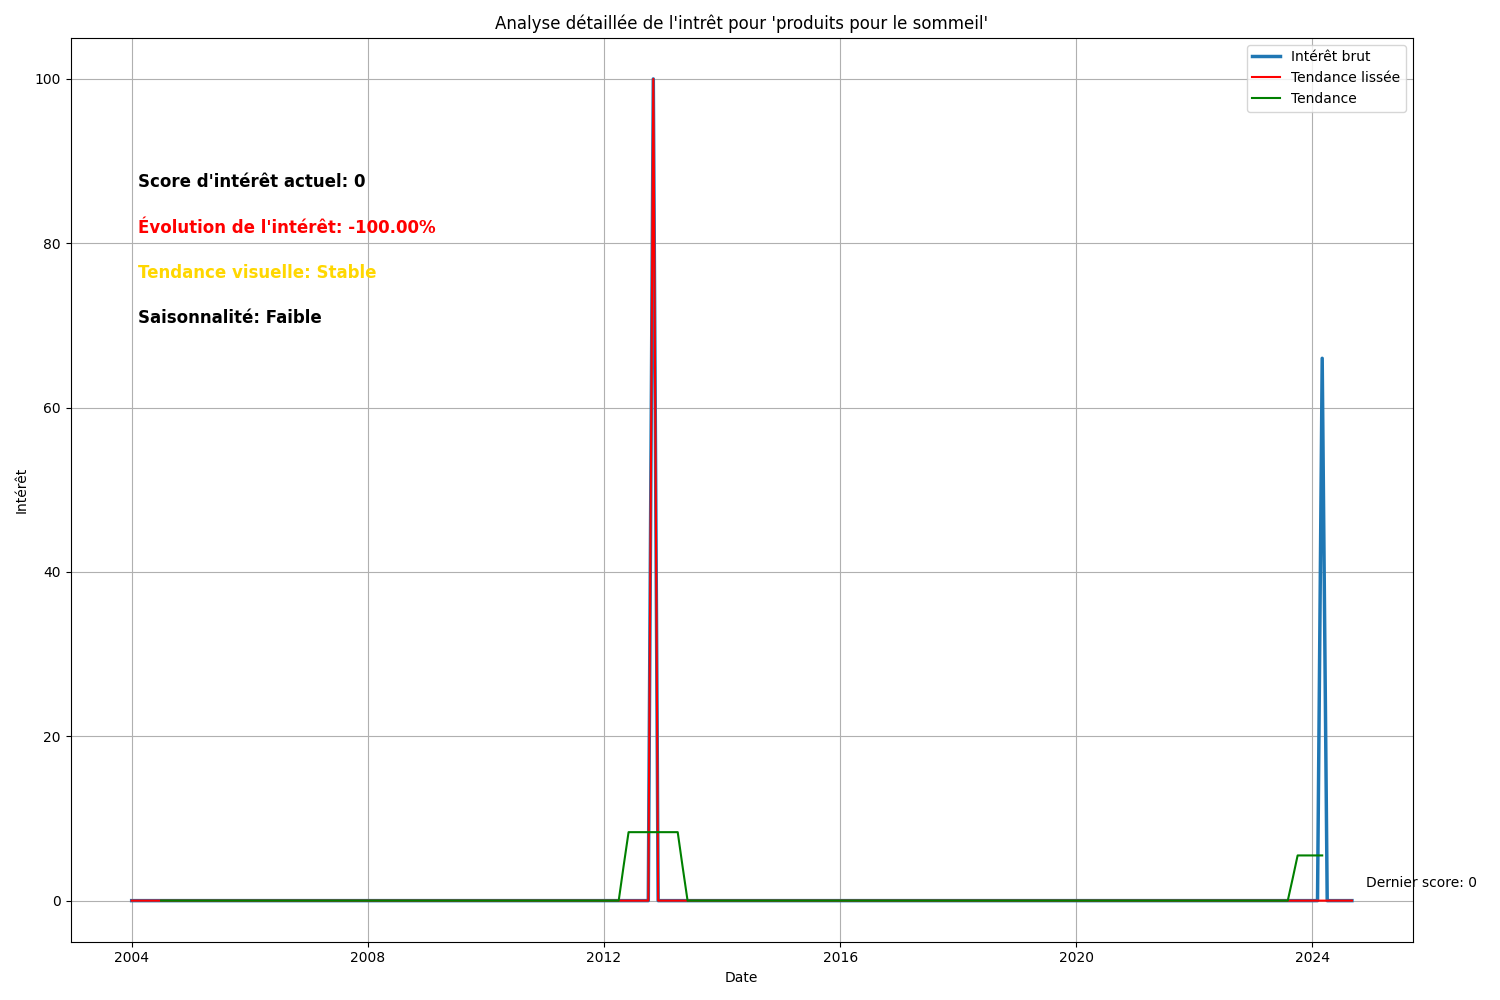 Analyse détaillée de l'intrêt pour 'produits pour le sommeil'
Intérêt brut
Tendance lissée
Tendance
Score d'intérêt actuel: 0
Évolution de l'intérêt: -100.00%
Tendance visuelle: Stable
Saisonnalité: Faible
Dernier score: 0
Intérêt
100
80
60
40
20
0
2004
2008
2012
2016
2020
2024
Date